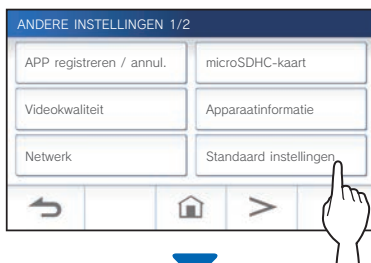 ANDERE INSTELLINGEN 1/2
APP registreren / annul.
microSDHC-kaart
Videokwaliteit
Apparaatinformatie
Netwerk
Standaard instellingen